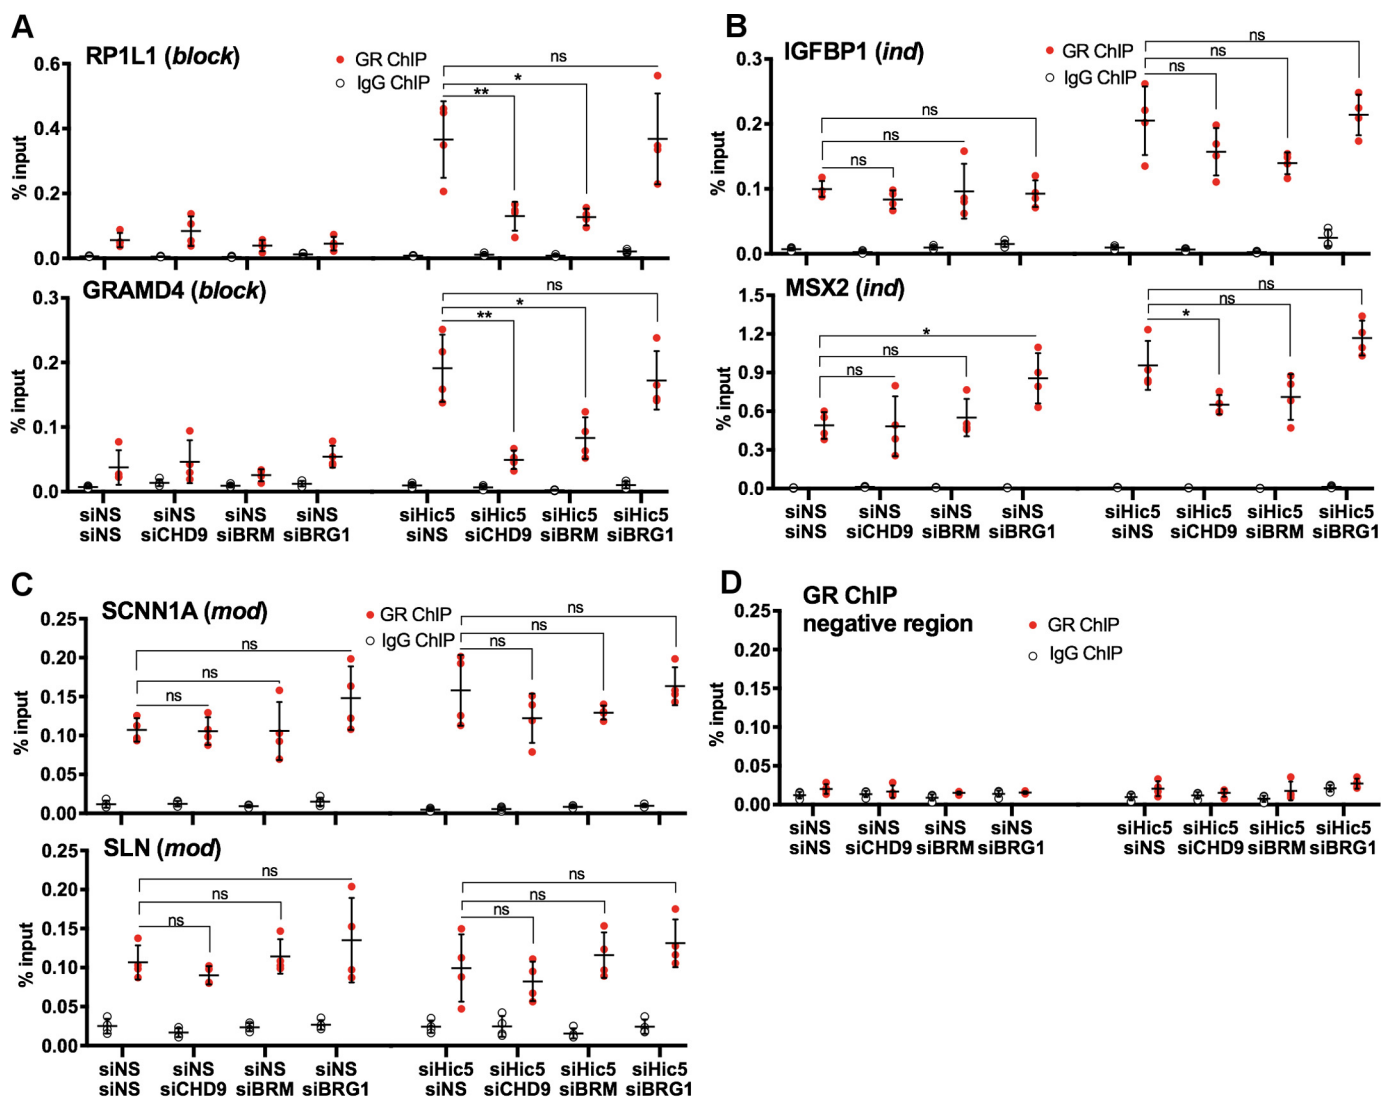 A
RP1L1 (block)
GR ChIP
IgG ChIP
% input
0.6
0.4
0.2
0.0
ns
*
**
GRAMD4 (block)
% input
0.3
0.2
0.1
0.0
ns
*
**
siNS siNS siNS siNS siHic5 siHic5 siHic5 siHic5
siNS siCHD9 siBRM siBRG1 siNS siCHD9 siBRM siBRG1
B
IGFBP1 (ind)
GR ChIP
IgG ChIP
% input
0.3
0.2
0.1
0.0
ns
ns
ns
ns
ns
ns
MSX2 (ind)
% input
1.5
1.2
0.9
0.6
0.3
0.0
*
ns
ns
ns
ns
*
siNS siNS siNS siNS siHic5 siHic5 siHic5 siHic5
siNS siCHD9 siBRM siBRG1 siNS siCHD9 siBRM siBRG1
C
SCNN1A (mod)
GR ChIP
IgG ChIP
% input
0.25
0.20
0.15
0.10
0.05
0.00
ns
ns
ns
ns
ns
ns
SLN (mod)
% input
0.25
0.20
0.15
0.10
0.05
0.00
ns
ns
ns
ns
ns
ns
siNS siNS siNS siNS siHic5 siHic5 siHic5 siHic5
siNS siCHD9 siBRM siBRG1 siNS siCHD9 siBRM siBRG1
D
GR ChIP
negative region
GR ChIP
IgG ChIP
% input
0.25
0.20
0.15
0.10
0.05
0.00
siNS siNS siNS siNS siHic5 siHic5 siHic5 siHic5
siNS siCHD9 siBRM siBRG1 siNS siCHD9 siBRM siBRG1